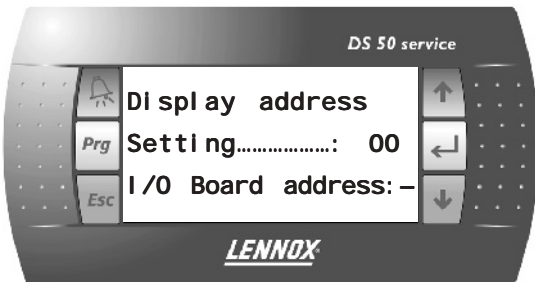 DS 50 service
Display address
Prg
Setting..................: 00
Esc
I/O Board address:–
LENNOX